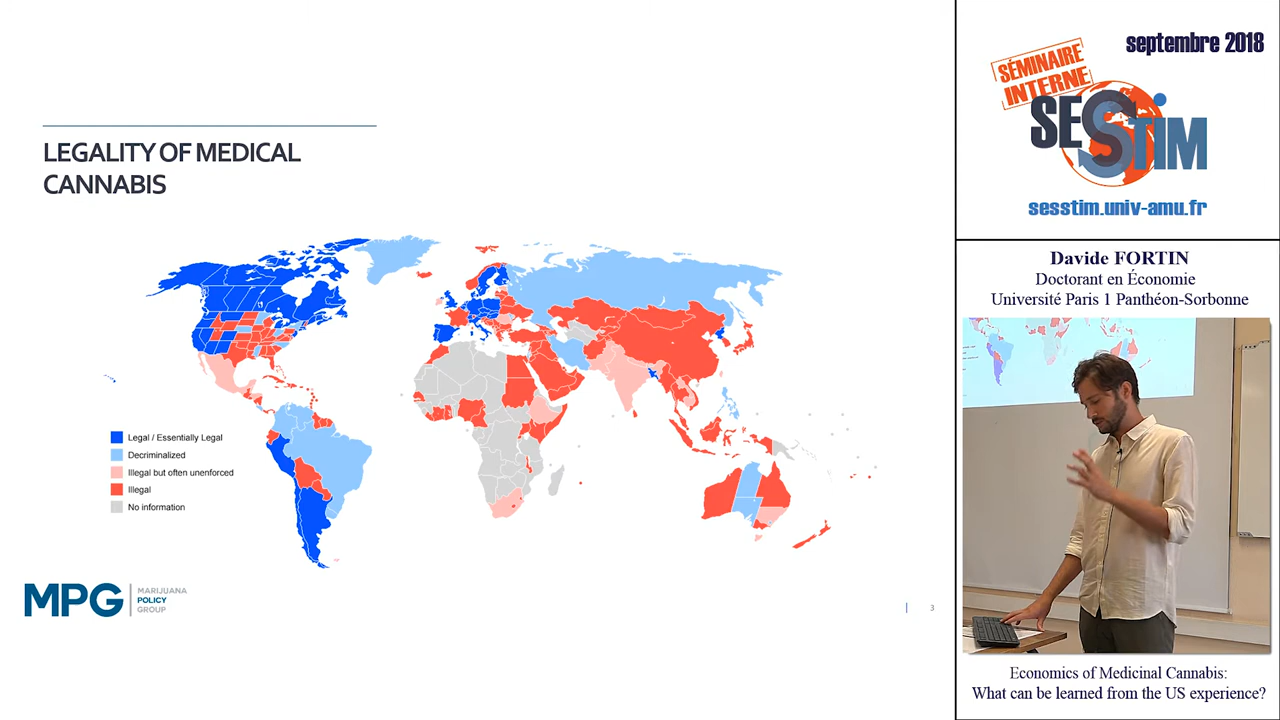 LEGALITY OF MEDICAL
CANNABIS
Legal / Essentially Legal
Decriminalized
Illegal but often unenforced
Illegal
No information
MPG
MARIJUANA
POLICY
GROUP
3
septembre 2018
SÉMINAIRE
INTERNE
SESSTIM
sesstim.univ-amu.fr
Davide FORTIN
Doctorant en Économie
Université Paris 1 Panthéon-Sorbonne
Economics of Medicinal Cannabis:
What can be learned from the US experience?